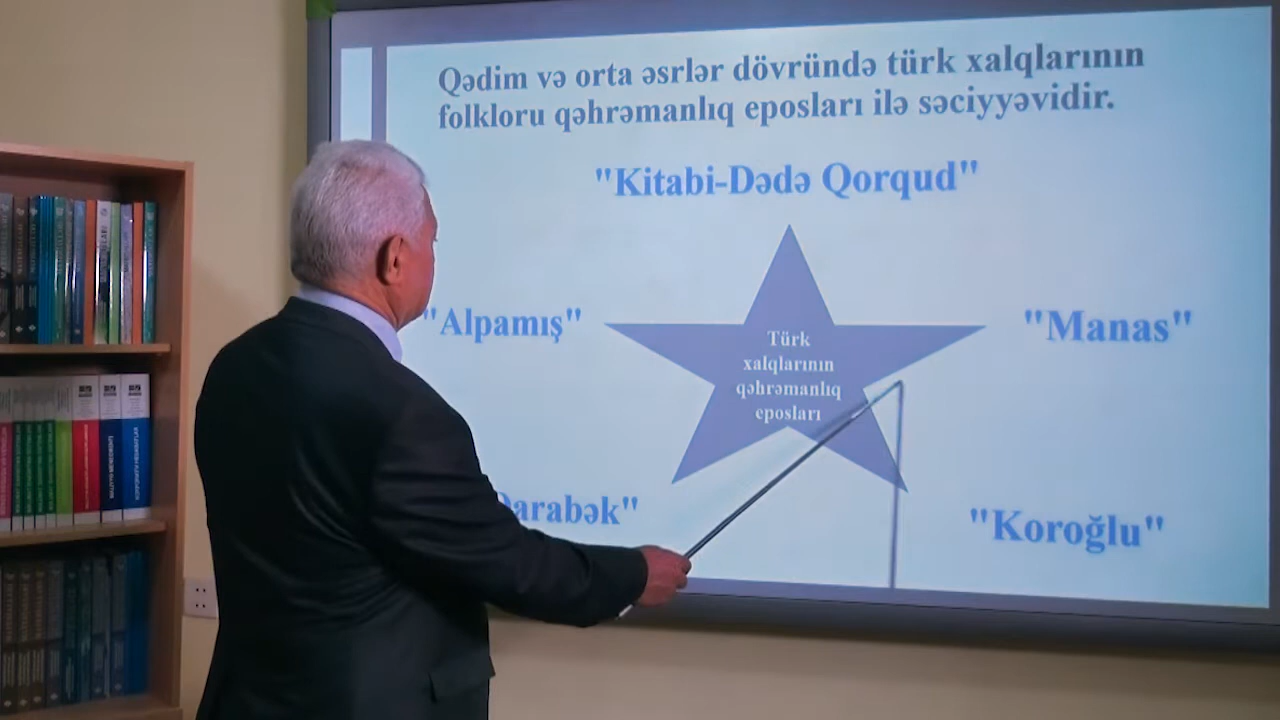 Qədim və orta əsrlər dövründə türk xalqlarının
folkloru qəhrəmanlıq eposları ilə səciyyəvidir.
"Kitabi-Dədə Qorqud"
"Alpamış"
"Manas"
Türk
xalqlarının
qəhrəmanlıq
eposları
"Koroğlu"